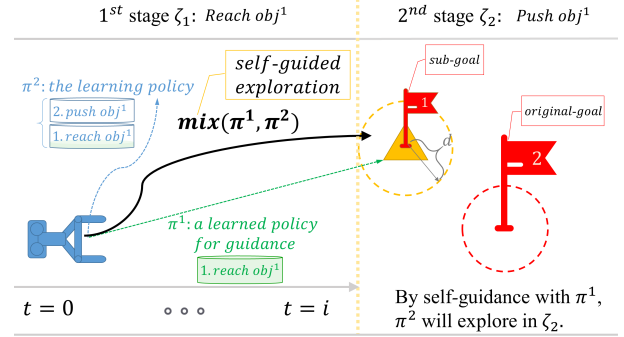 1st stage ζ1: Reach obj1
2nd stage ζ2: Push obj1
self-guided
exploration
sub-goal
π2: the learning policy
2. push obj1
1. reach obj1
mix(π1, π2)
1
d
original-goal
2
π1: a learned policy
for guidance
1. reach obj1
t = 0
t = i
By self-guidance with π1,
π2 will explore in ζ2.